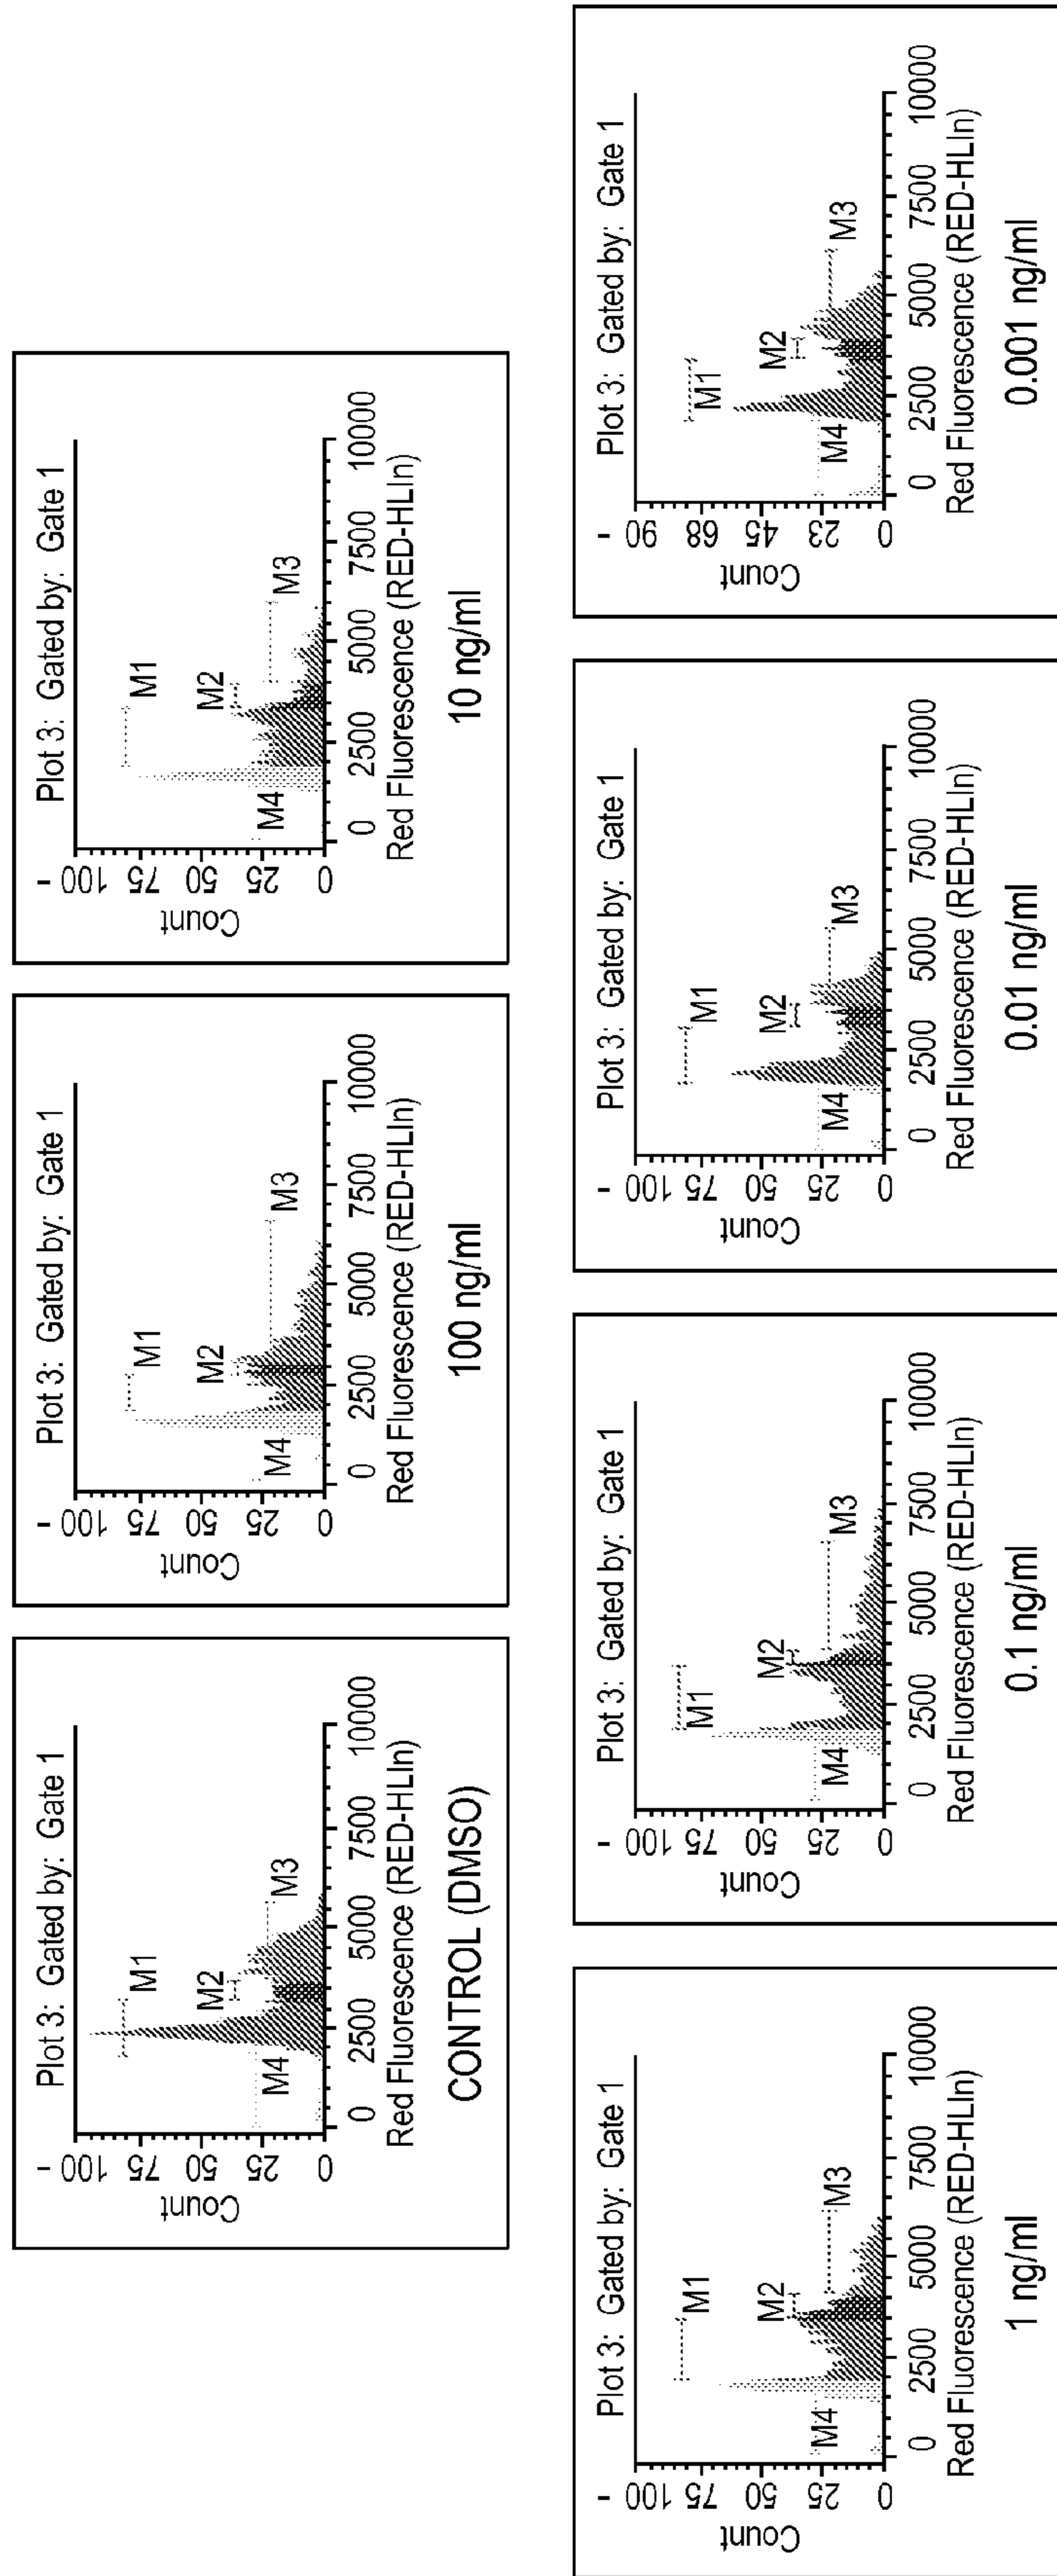 Plot 3: Gated by: Gate 1
Count
- 100
75
50
25
0
M4
M1
M2
M3
0 2500 5000 7500 10000
Red Fluorescence (RED-HLIn)
CONTROL (DMSO)
Plot 3: Gated by: Gate 1
Count
- 100
75
50
25
0
M4
M1
M2
M3
0 2500 5000 7500 10000
Red Fluorescence (RED-HLIn)
100 ng/ml
Plot 3: Gated by: Gate 1
Count
- 100
75
50
25
0
M4
M1
M2
M3
0 2500 5000 7500 10000
Red Fluorescence (RED-HLIn)
10 ng/ml
Plot 3: Gated by: Gate 1
Count
- 100
75
50
25
0
M4
M1
M2
M3
0 2500 5000 7500 10000
Red Fluorescence (RED-HLIn)
1 ng/ml
Plot 3: Gated by: Gate 1
Count
- 100
75
50
25
0
M4
M1
M2
M3
0 2500 5000 7500 10000
Red Fluorescence (RED-HLIn)
0.1 ng/ml
Plot 3: Gated by: Gate 1
Count
- 100
75
50
25
0
M4
M1
M2
M3
0 2500 5000 7500 10000
Red Fluorescence (RED-HLIn)
0.01 ng/ml
Plot 3: Gated by: Gate 1
Count
- 90
68
45
23
0
M4
M1
M2
M3
0 2500 5000 7500 10000
Red Fluorescence (RED-HLIn)
0.001 ng/ml